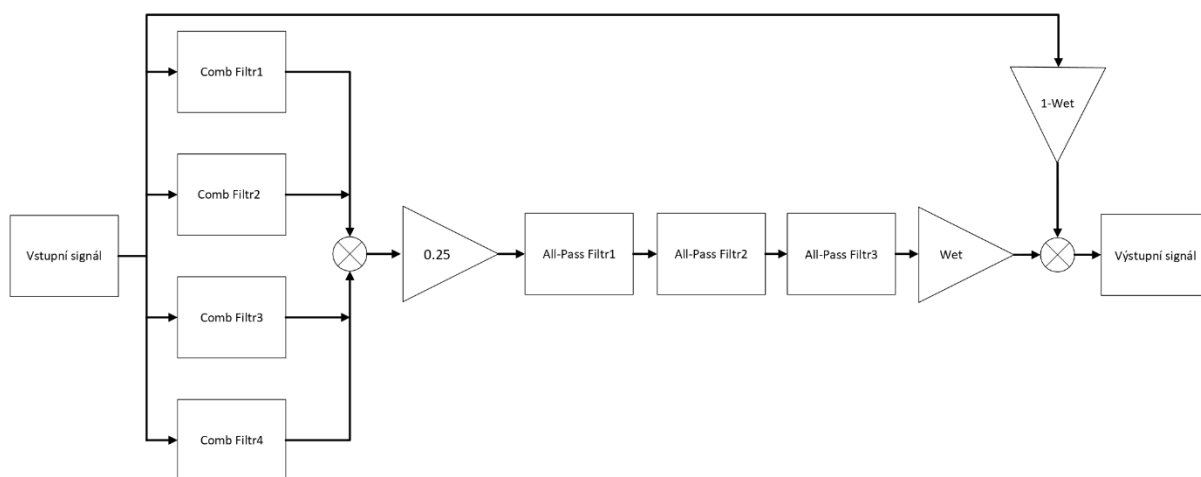 Vstupní signál
Comb Filtr1
Comb Filtr2
Comb Filtr3
Comb Filtr4
0.25
All-Pass Filtr1
All-Pass Filtr2
All-Pass Filtr3
Wet
1-Wet
Výstupní signál